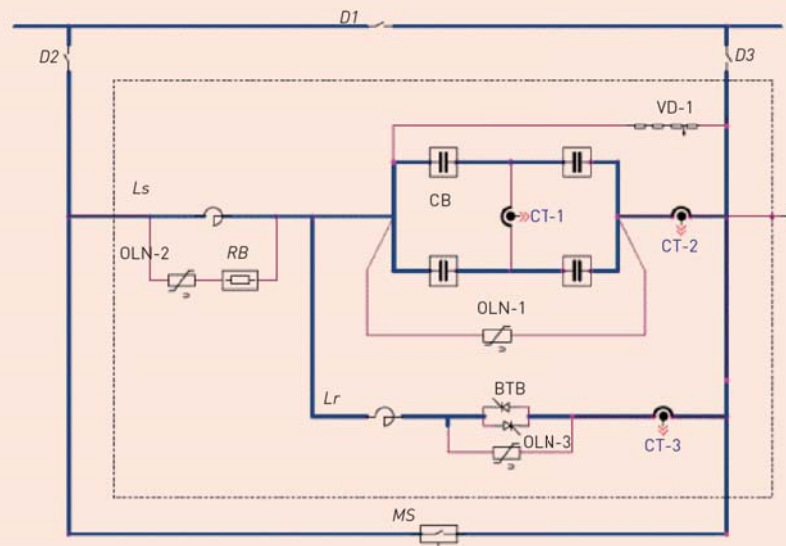 D1
D2
D3
VD-1
Ls
CB
CT-1
CT-2
OLN-2
RB
OLN-1
Lr
BTB
OLN-3
CT-3
MS